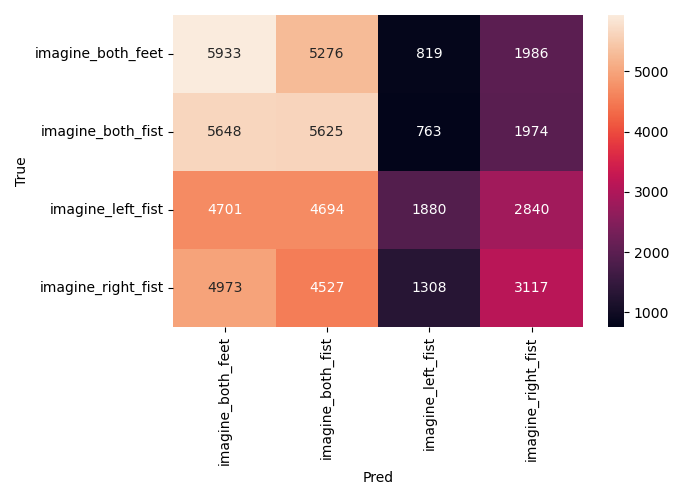 imagine_both_feet 5933 5276 819 1986
imagine_both_fist 5648 5625 763 1974
imagine_left_fist 4701 4694 1880 2840
imagine_right_fist 4973 4527 1308 3117
True
imagine_both_feet
imagine_both_fist
imagine_left_fist
imagine_right_fist
Pred
5000
4000
3000
2000
1000